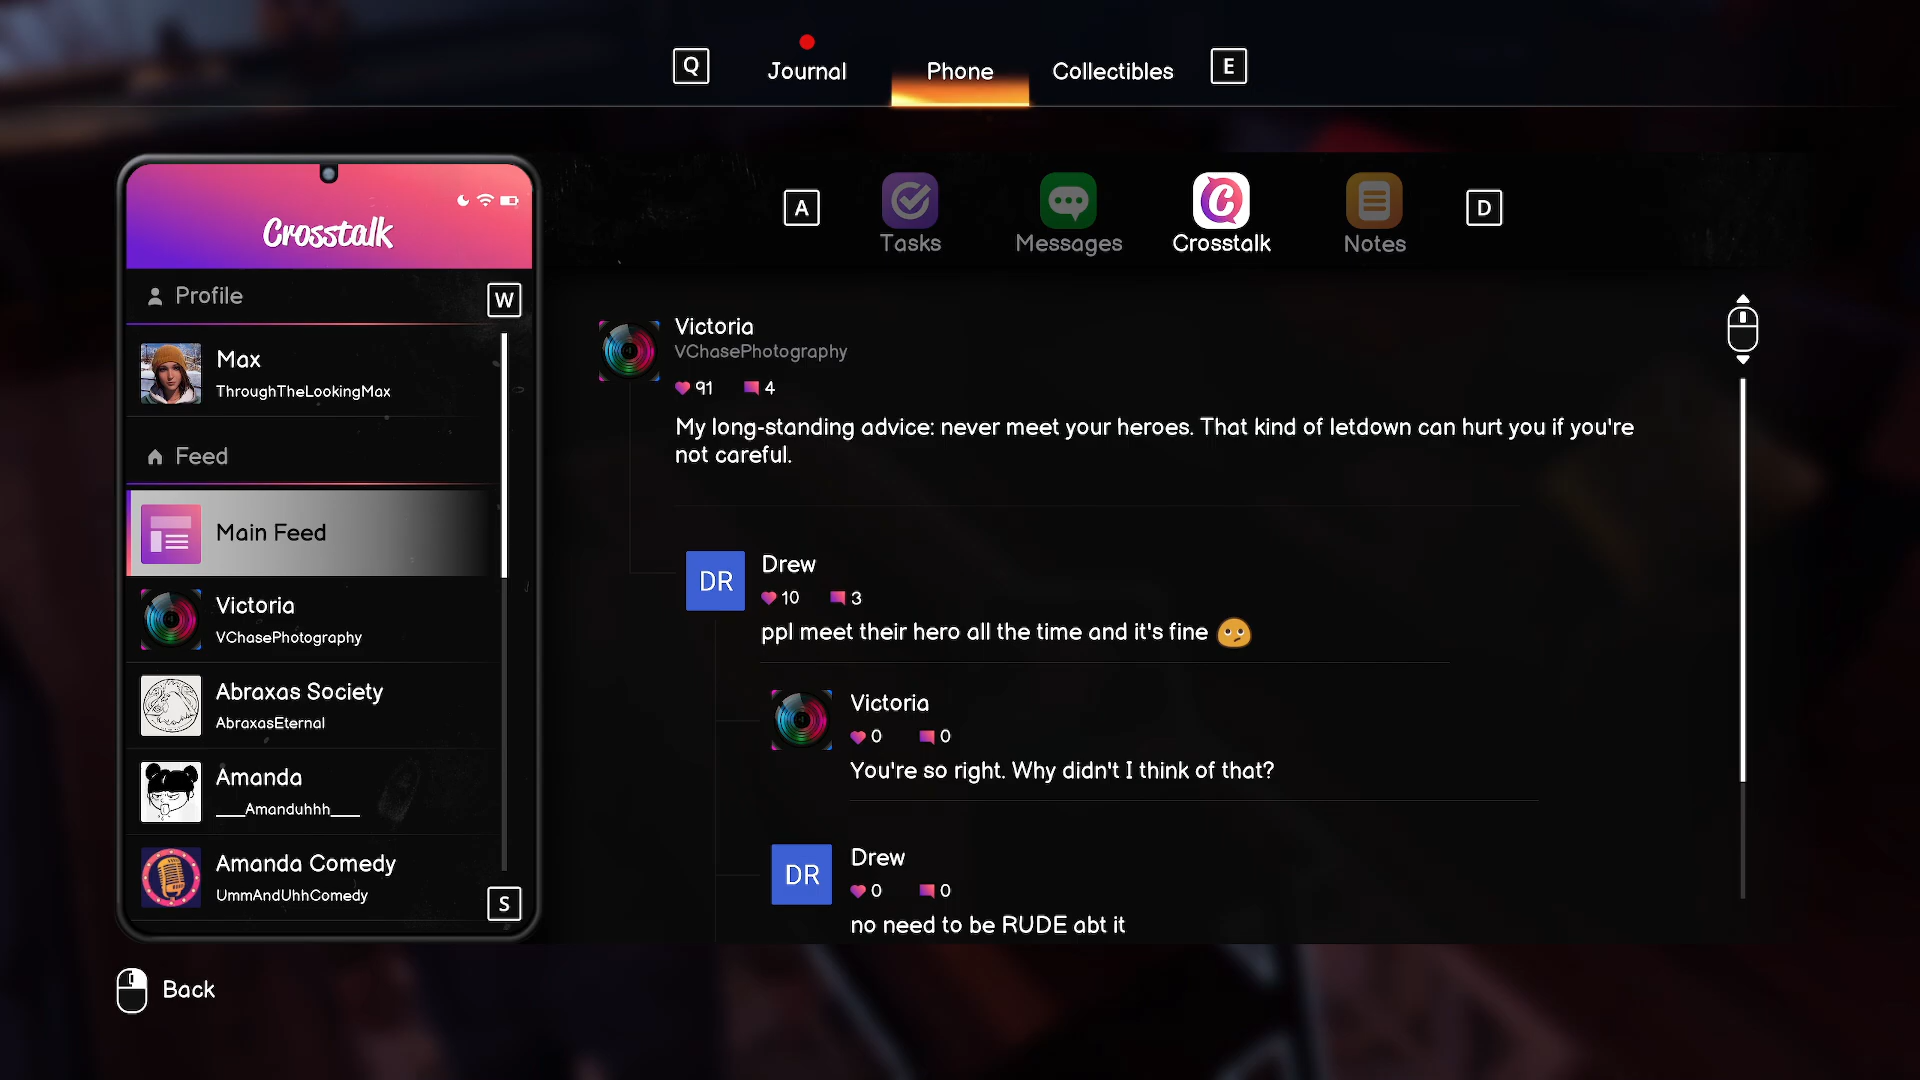 Q
Journal
Phone
Collectibles
E
Crosstalk
Profile
W
Max
ThroughTheLookingMax
Feed
Main Feed
Victoria
VChasePhotography
Abraxas Society
AbraxasEternal
Amanda
___Amanduhhh___
Amanda Comedy
UmmAndUhhComedy
S
A
Tasks
Messages
Crosstalk
Notes
D
Victoria
VChasePhotography
91 4
My long-standing advice: never meet your heroes. That kind of letdown can hurt you if you're
not careful.
DR
Drew
10 3
ppl meet their hero all the time and it's fine
Victoria
0 0
You're so right. Why didn't I think of that?
DR
Drew
0 0
no need to be RUDE abt it
Back